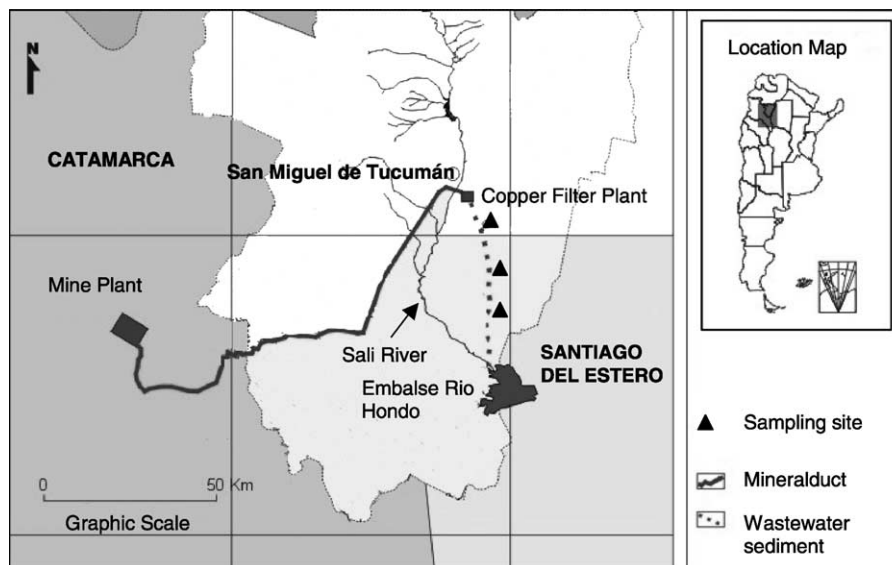 N
CATAMARCA
San Miguel de Tucumán
Copper Filter Plant
Mine Plant
Sali River
SANTIAGO
DEL ESTERO
Embalse Rio
Hondo
0 50 Km
Graphic Scale
Location Map
Sampling site
Mineralduct
Wastewater
sediment